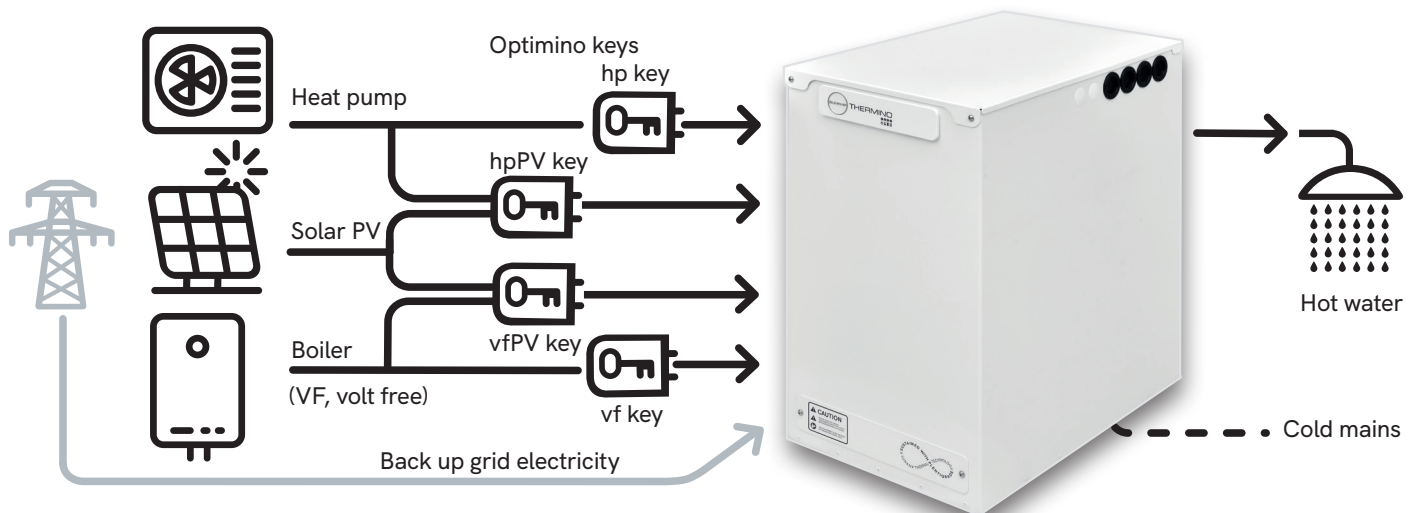 Optimino keys
hp key
Heat pump
hpPV key
Solar PV
Boiler
(VF, volt free)
vfPV key
vf key
Back up grid electricity
THERMINO
CAUTION
Hot water
Cold mains